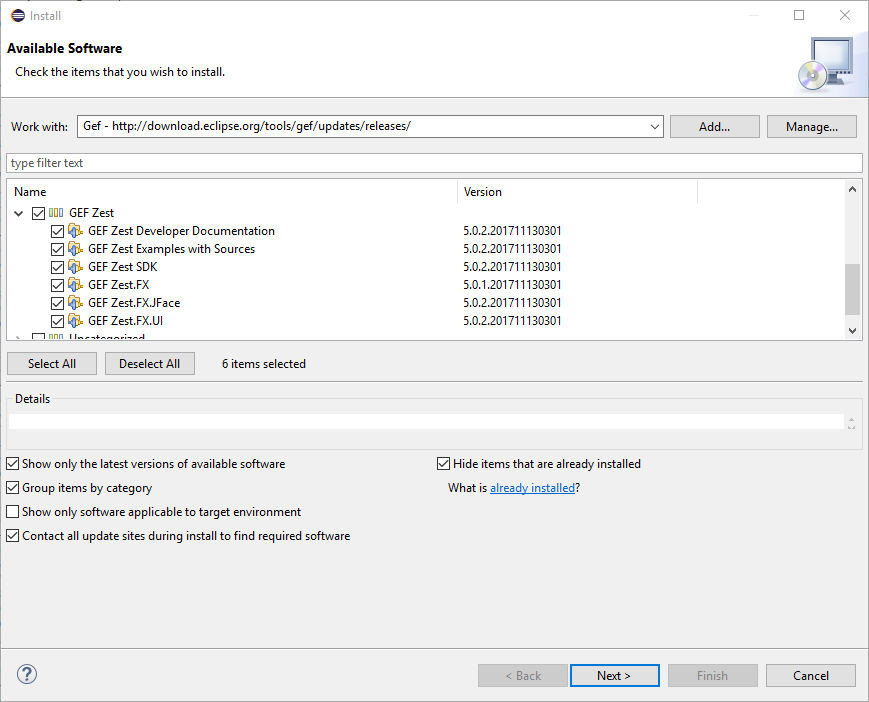 Install
Available Software
Check the items that you wish to install.
Work with: Gef - http://download.eclipse.org/tools/gef/updates/releases/ Add... Manage...
type filter text
Name Version
GEF Zest
GEF Zest Developer Documentation 5.0.2.201711130301
GEF Zest Examples with Sources 5.0.2.201711130301
GEF Zest SDK 5.0.2.201711130301
GEF Zest.FX 5.0.1.201711130301
GEF Zest.FX.JFace 5.0.2.201711130301
GEF Zest.FX.UI 5.0.2.201711130301
Uncategorized
Select All Deselect All 6 items selected
Details
Show only the latest versions of available software Hide items that are already installed
Group items by category What is already installed?
Show only software applicable to target environment
Contact all update sites during install to find required software
? < Back Next > Finish Cancel